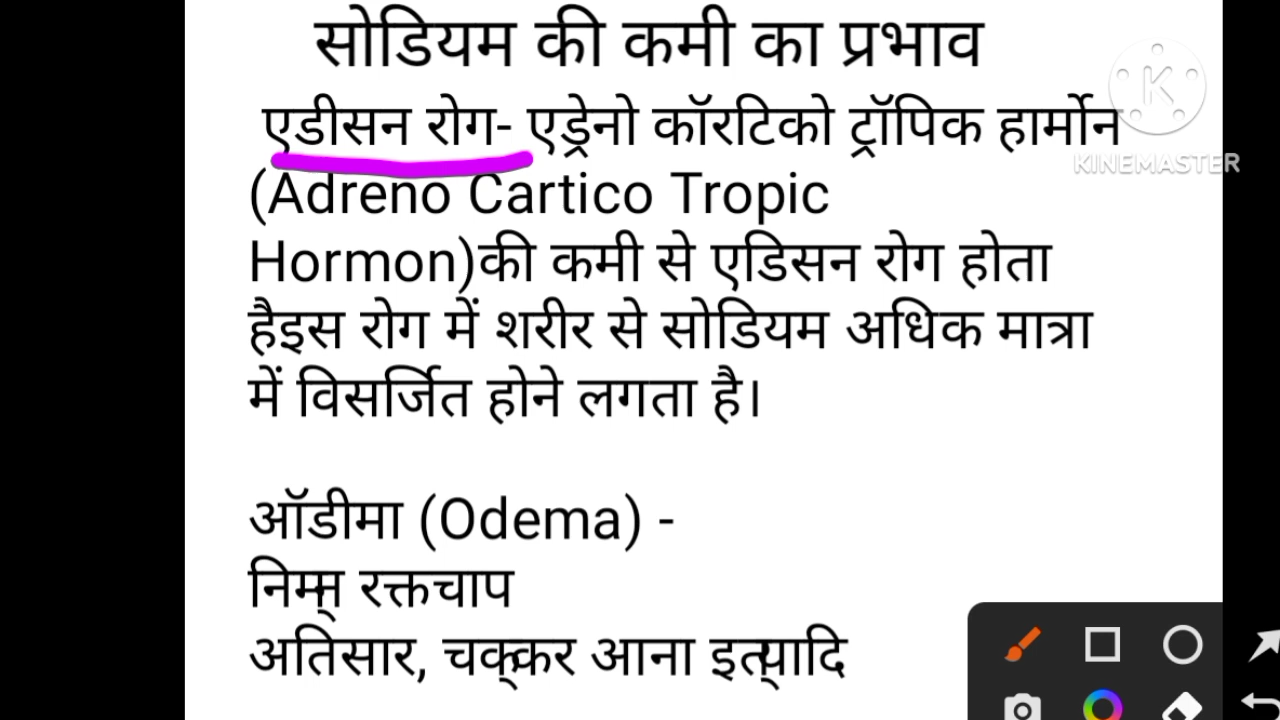 सोडियम की कमी का प्रभाव
एडीसन रोग- एड्रेनो कॉरटिको ट्रॉपिक हार्मोन
(Adreno Cartico Tropic
Hormon)की कमी से एडिसन रोग होता
हैइस रोग में शरीर से सोडियम अधिक मात्रा
में विसर्जित होने लगता है।
ऑडीमा (Odema) -
निम्न रक्तचाप
अतिसार, चक्कर आना इत्यादि
K
KINEMASTER